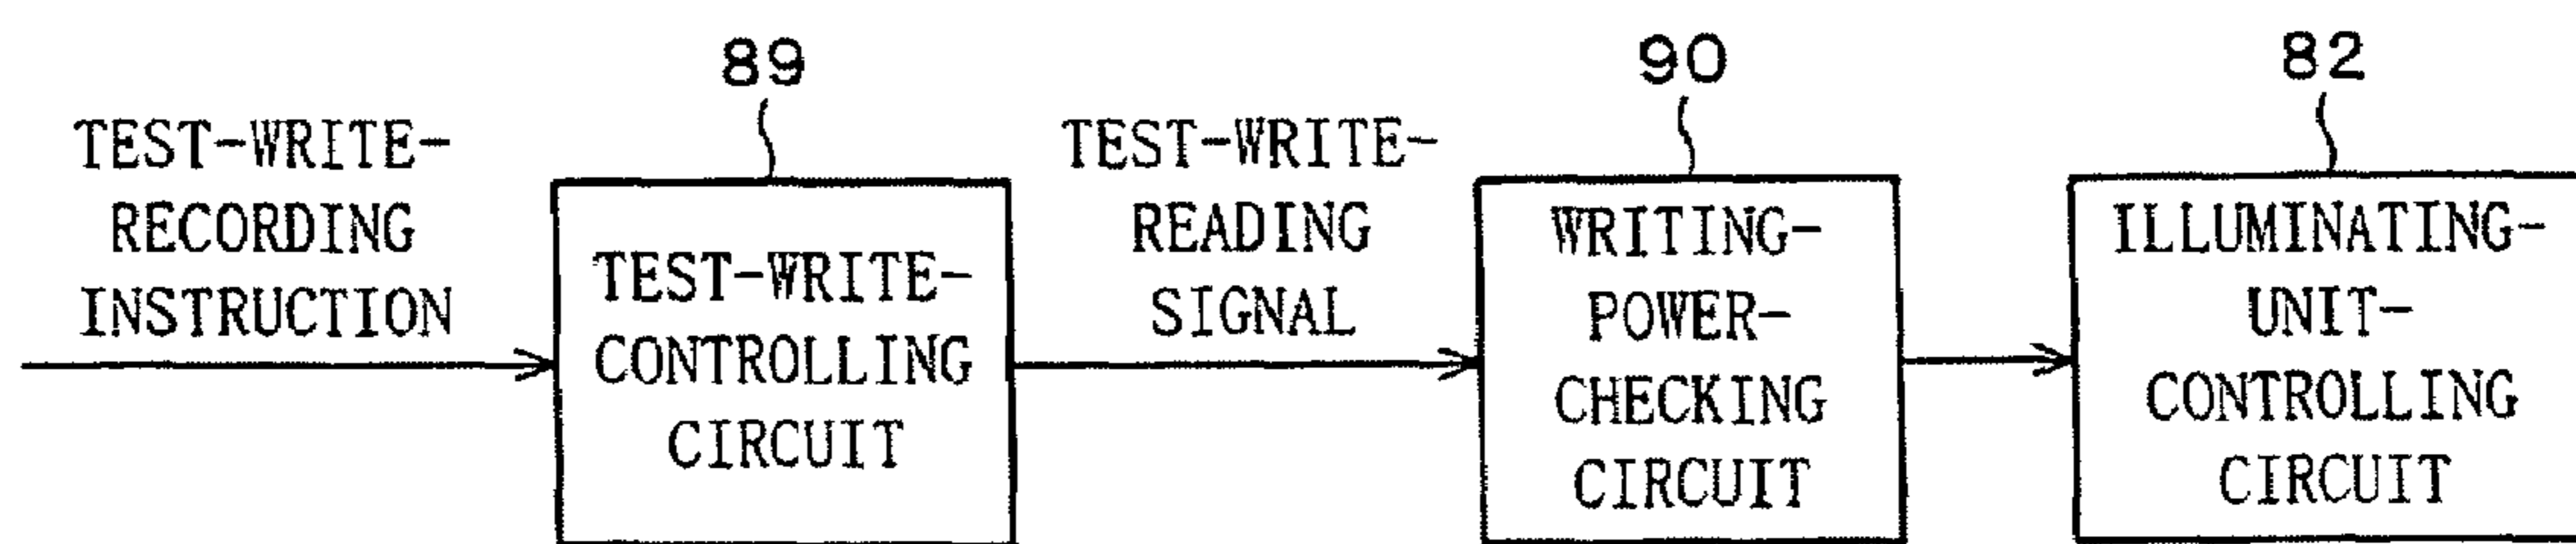 89
90
82
TEST-WRITE-
RECORDING
INSTRUCTION
TEST-WRITE-
CONTROLLING
CIRCUIT
TEST-WRITE-
READING
SIGNAL
WRITING-
POWER-
CHECKING
CIRCUIT
ILLUMINATING-
UNIT-
CONTROLLING
CIRCUIT